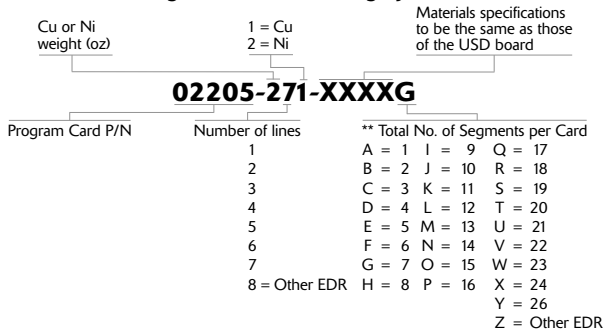 Cu or Ni
weight (oz)
1 = Cu
2 = Ni
Materials specifications
to be the same as those
of the USD board
02205-271-XXXXG
Program Card P/N
Number of lines
1
2
3
4
5
6
7
8 = Other EDR
** Total No. of Segments per Card
A = 1 I = 9 Q = 17
B = 2 J = 10 R = 18
C = 3 K = 11 S = 19
D = 4 L = 12 T = 20
E = 5 M = 13 U = 21
F = 6 N = 14 V = 22
G = 7 O = 15 W = 23
H = 8 P = 16 X = 24
Y = 26
Z = Other EDR